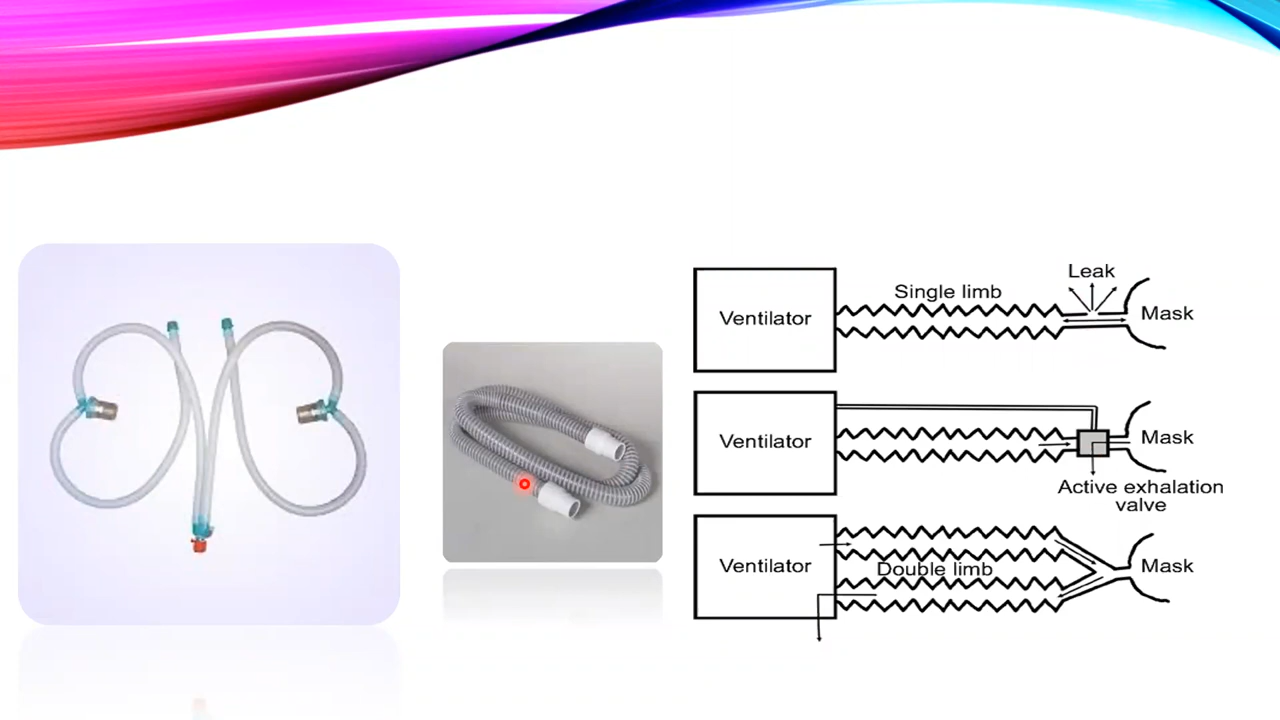 Leak
Single limb
Ventilator
Mask
Ventilator
Mask
Active exhalation
valve
Ventilator
Double limb
Mask